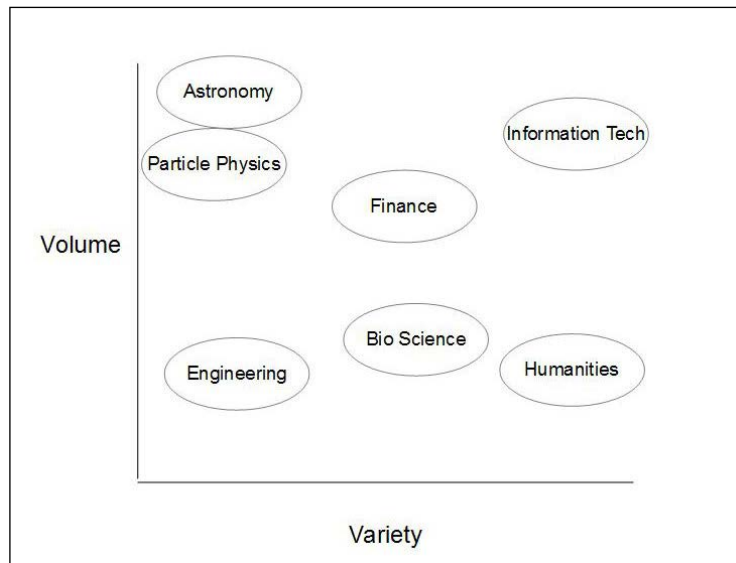 Astronomy
Information Tech
Particle Physics
Finance
Volume
Bio Science
Engineering
Humanities
Variety